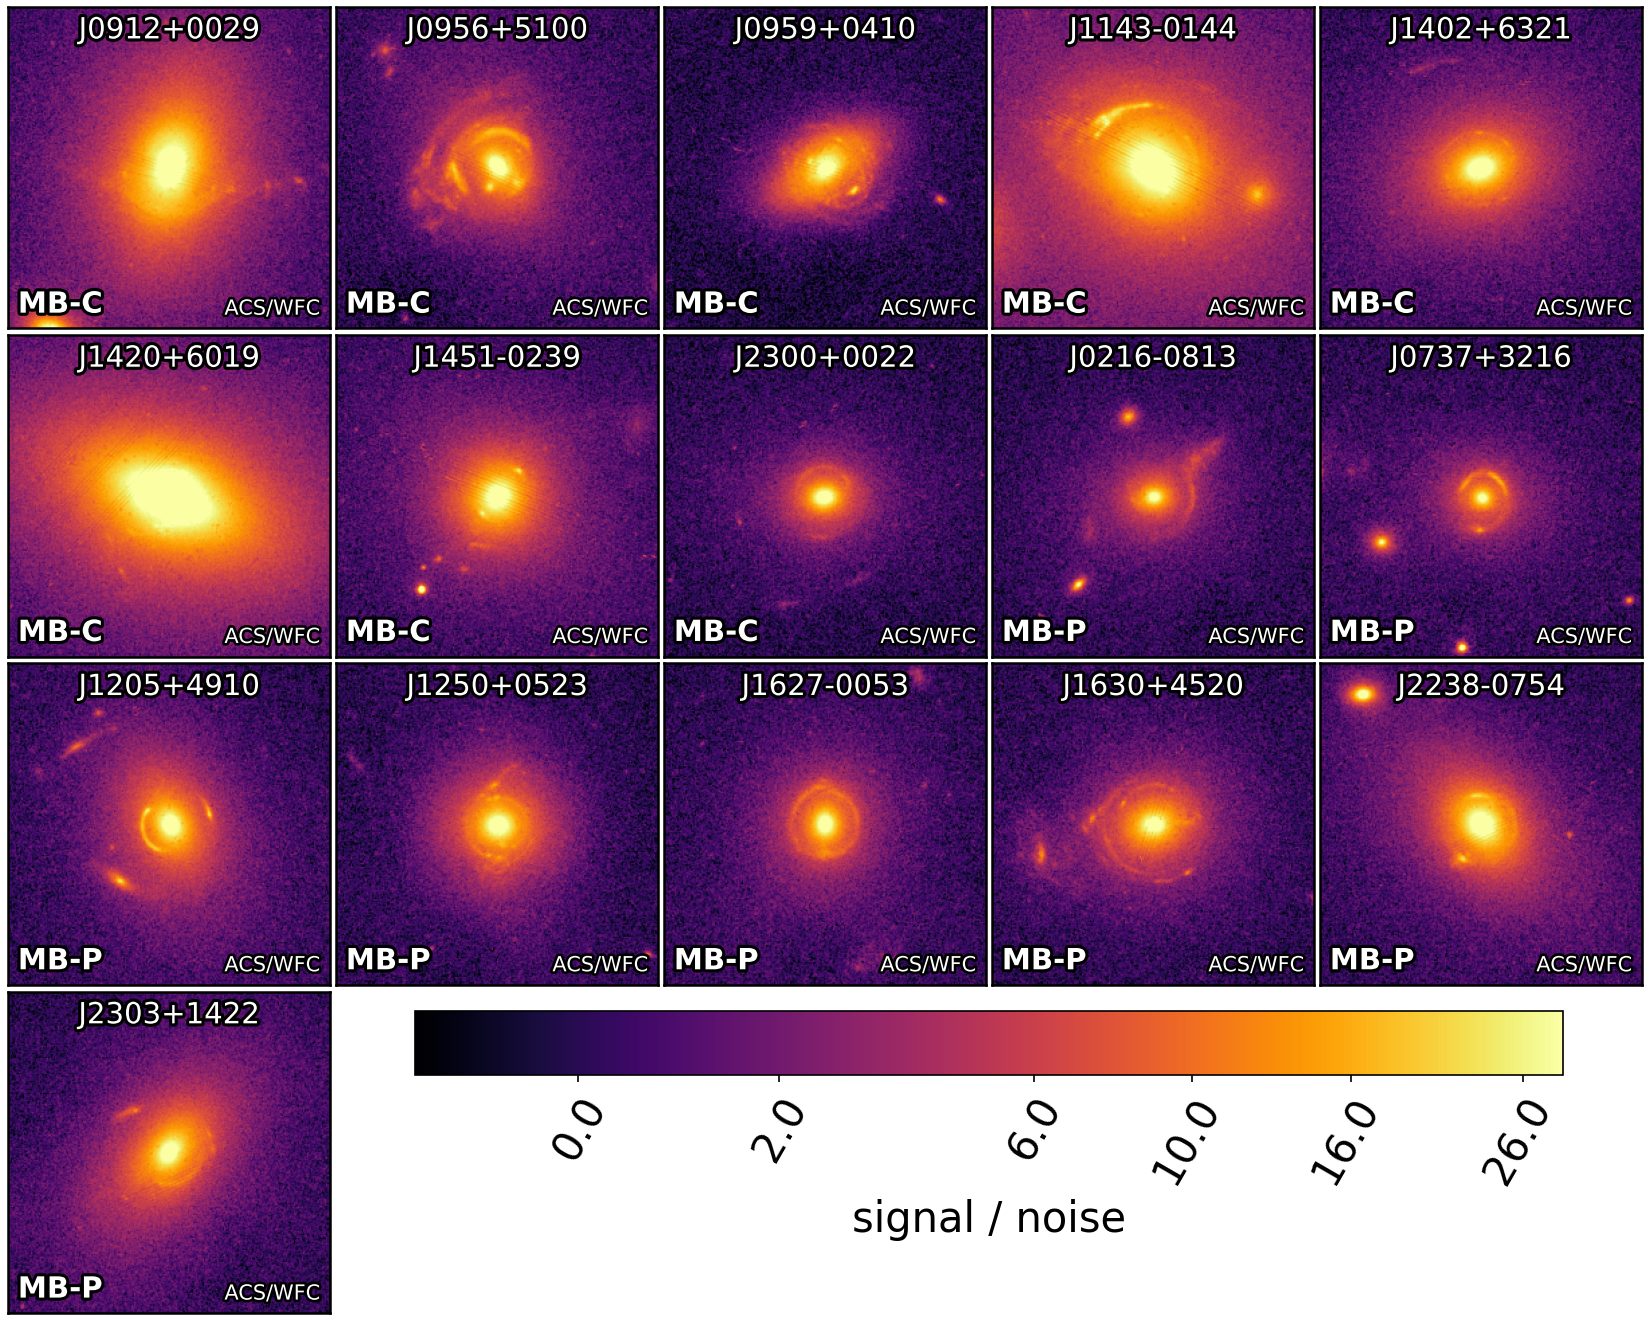 J0912+0029
MB-C
ACS/WFC
J0956+5100
MB-C
ACS/WFC
J0959+0410
MB-C
ACS/WFC
J1143-0144
MB-C
ACS/WFC
J1402+6321
MB-C
ACS/WFC
J1420+6019
MB-C
ACS/WFC
J1451-0239
MB-C
ACS/WFC
J2300+0022
MB-C
ACS/WFC
J0216-0813
MB-P
ACS/WFC
J0737+3216
MB-P
ACS/WFC
J1205+4910
MB-P
ACS/WFC
J1250+0523
MB-P
ACS/WFC
J1627-0053
MB-P
ACS/WFC
J1630+4520
MB-P
ACS/WFC
J2238-0754
MB-P
ACS/WFC
J2303+1422
MB-P
ACS/WFC
0.0
2.0
6.0
10.0
16.0
26.0
signal / noise